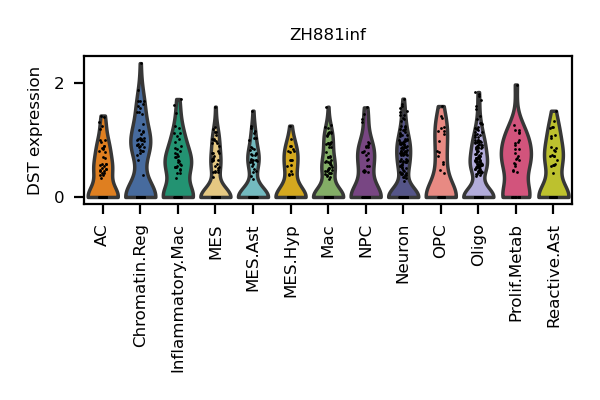 ZH881inf
DST expression
2
0
AC
Chromatin.Reg
Inflammatory.Mac
MES
MES.Ast
MES.Hyp
Mac
NPC
Neuron
OPC
Oligo
Prolif.Metab
Reactive.Ast